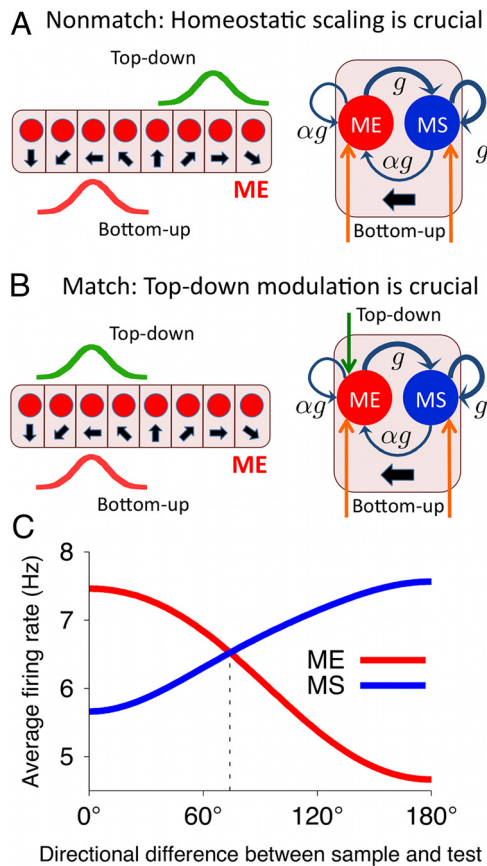 A Nonmatch: Homeostatic scaling is crucial
Top-down
ME
Bottom-up
g
ME MS
αg
αg
g
Bottom-up
B Match: Top-down modulation is crucial
Top-down
ME
Bottom-up
Top-down
g
ME MS
αg
αg
g
Bottom-up
C
Average firing rate (Hz)
8
7
6
5
ME
MS
0° 60° 120° 180°
Directional difference between sample and test